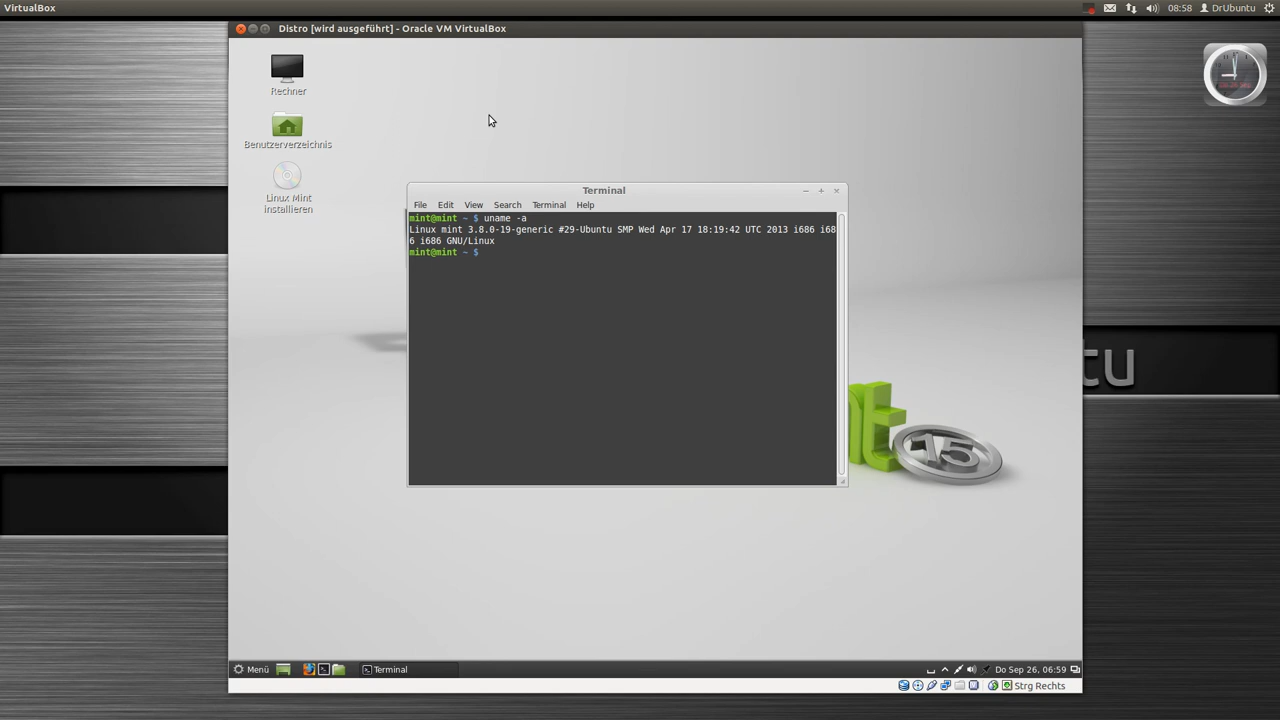 VirtualBox
08:58
DrUbuntu
Distro [wird ausgeführt] - Oracle VM VirtualBox
Rechner
Benutzerverzeichnis
Linux Mint
installieren
Terminal
File Edit View Search Terminal Help
mint@mint ~ $ uname -a
Linux mint 3.8.0-19-generic #29-Ubuntu SMP Wed Apr 17 18:19:42 UTC 2013 i686 i68
6 i686 GNU/Linux
mint@mint ~ $
tu
nt
15
Menü
Terminal
Do Sep 26, 06:59
Strg Rechts